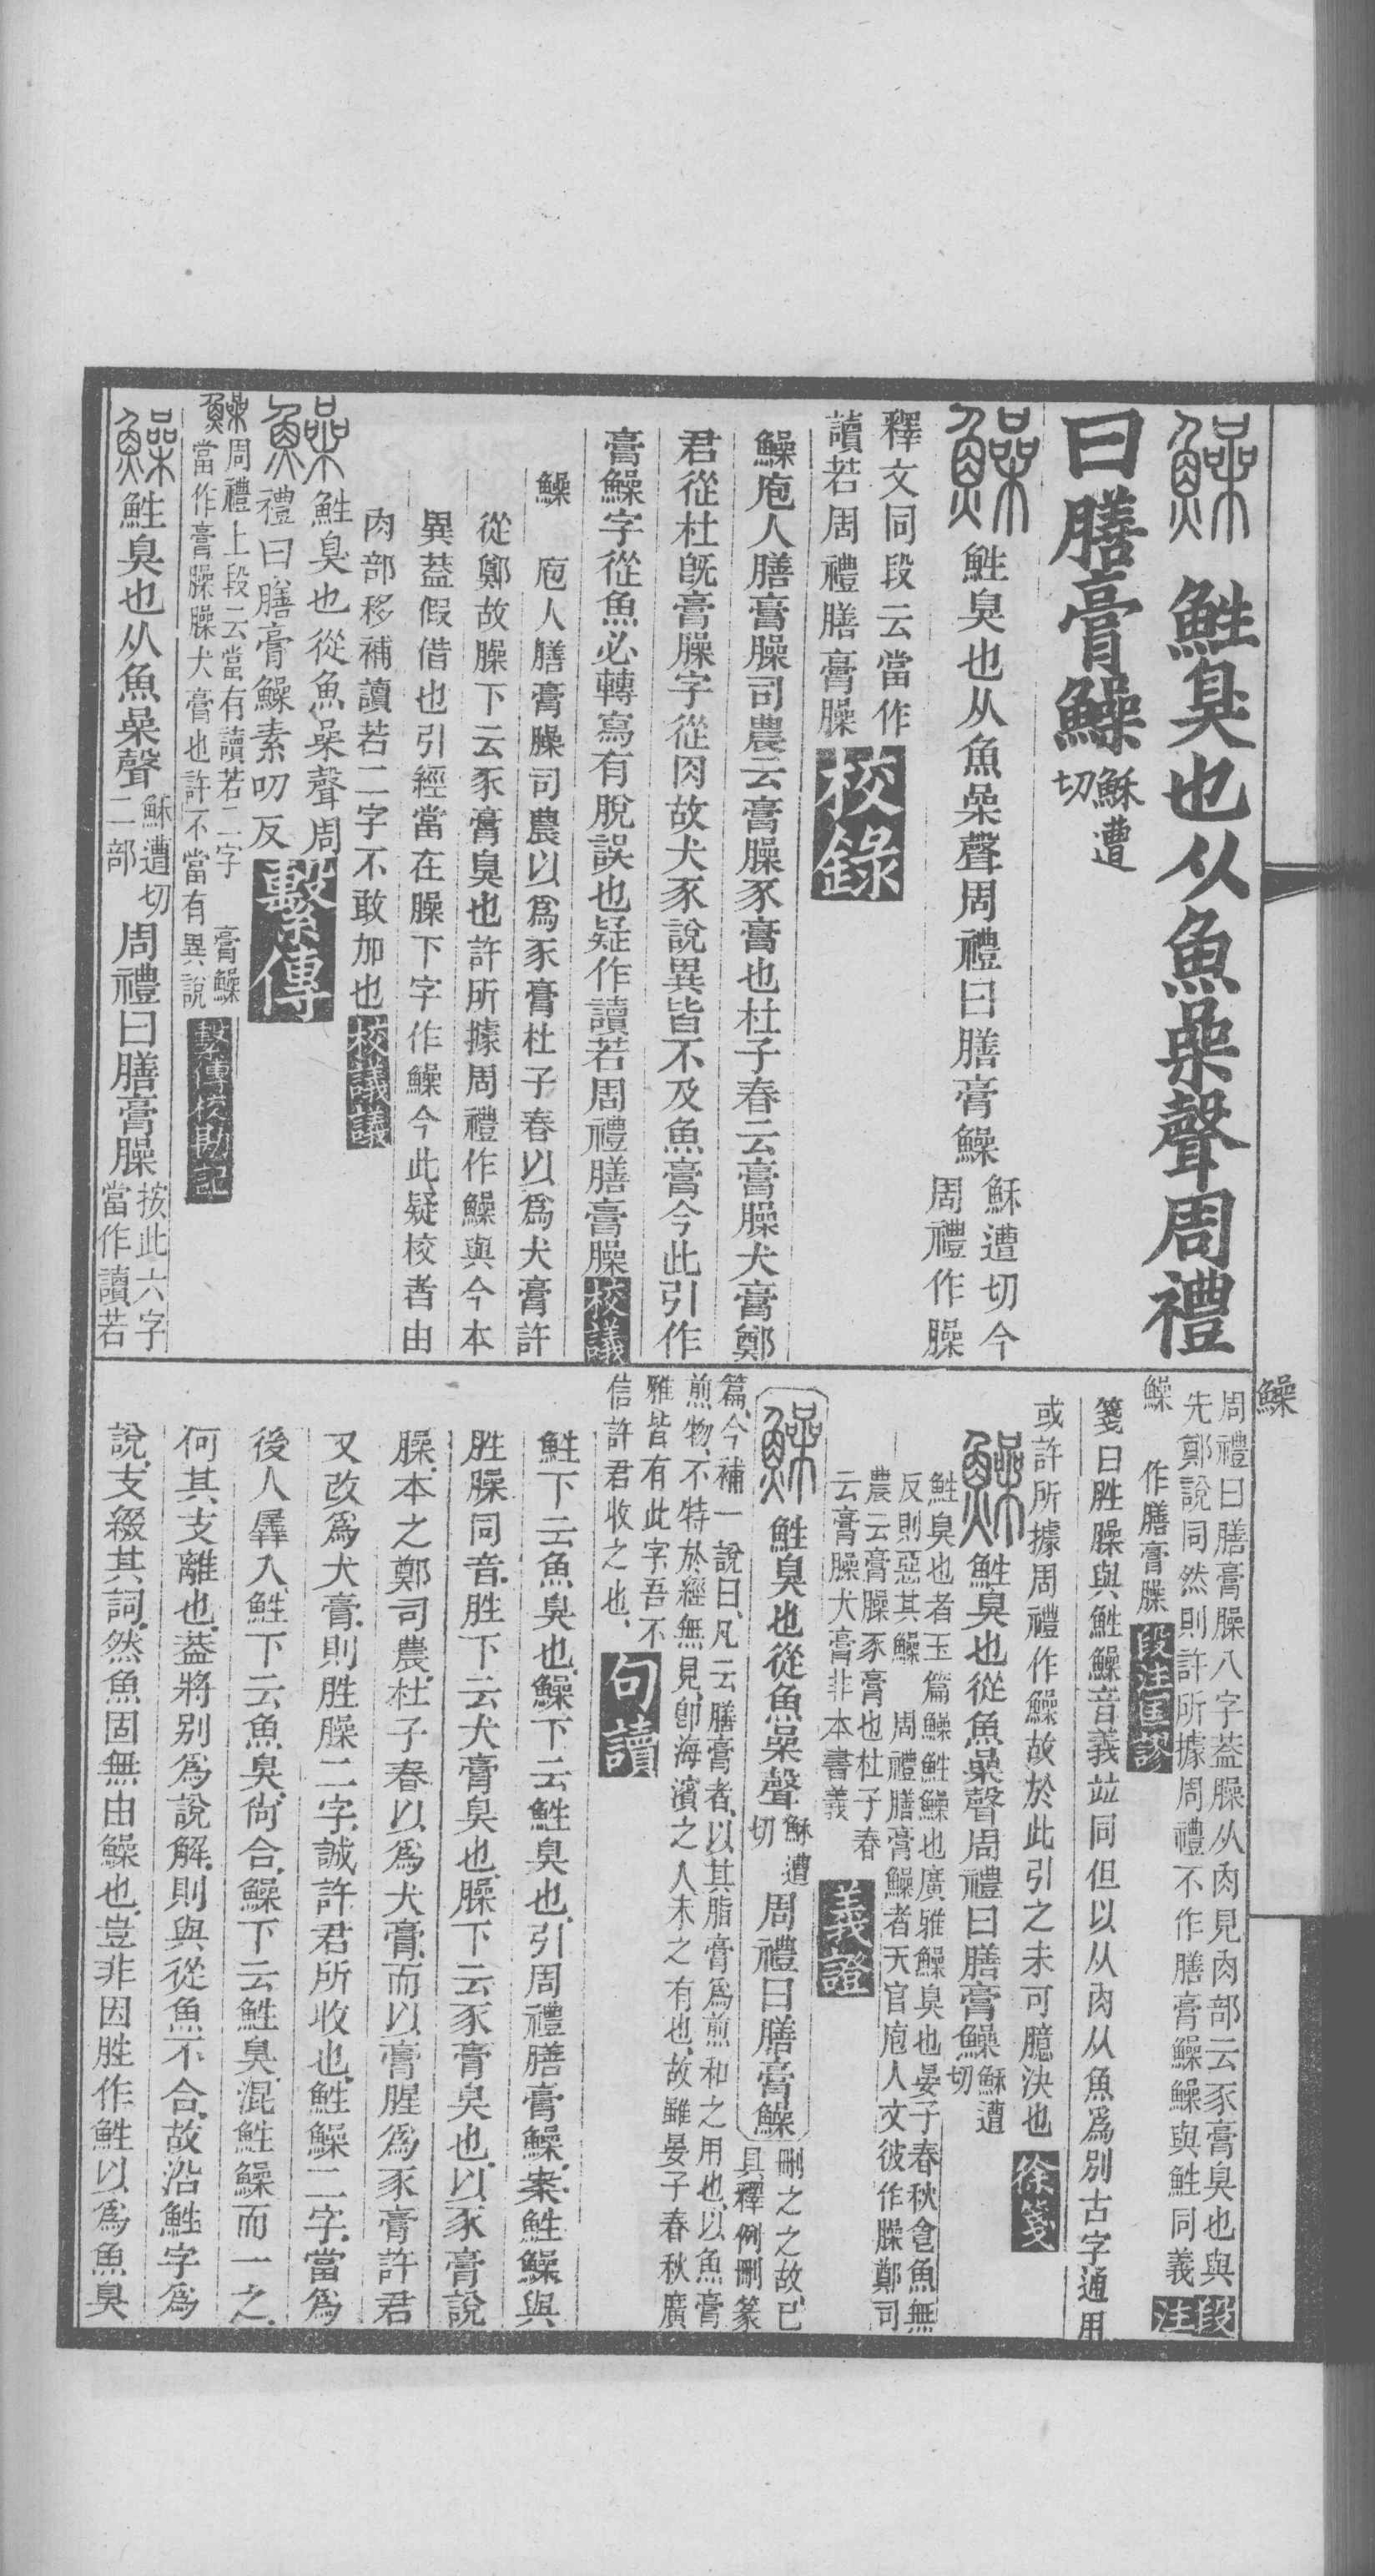 鱢 鮏臭也从魚喿聲周禮
曰膳膏鱢穌遭切
鱢 鮏臭也从魚喿聲周禮曰膳膏鱢穌遭切今周禮作臊
釋文同段云當作
讀若周禮膳膏臊 校錄
鱢庖人膳膏臊司農云膏臊豕膏也杜子春云膏臊犬膏鄭
君從杜旣膏臊字從肉故犬豕說異皆不及魚膏今此引作
膏鱢字從魚必轉寫有脫誤也疑作讀若周禮膳膏臊 校議
鱢 庖人膳膏臊司農以爲豕膏杜子春以爲犬膏許
從鄭故臊下云豕膏臭也許所據周禮作鱢與今本
異葢假借也引經當在臊下字作鱢今此疑校者由
肉部移補讀若二字不敢加也 校議議
鱢 鮏臭也從魚喿聲周
禮曰膳膏鱢素叨反 繫傳
鱢周禮上段云當有讀若二字 膏鱢
當作膏臊臊犬膏也許不當有異說 繫傳校勘記
鱢 鮏臭也从魚喿聲穌遭切二部周禮曰膳膏臊按此六字當作讀若
鱢
周禮曰膳膏臊八字葢臊从肉見肉部云豕膏臭也與
先鄭說同然則許所據周禮不作膳膏鱢鱢與鮏同義 段注
鱢 作膳膏臊 段注匡謬
箋曰胜臊與鮏鱢音義竝同但以从肉从魚爲別古字通用
或許所據周禮作鱢故於此引之未可臆決也 徐箋
鱢 鮏臭也從魚喿聲周禮曰膳膏鱢穌遭切
鮏臭也者玉篇鱢鮏鱢也廣雅鱢臭也晏子春秋食魚無
反則惡其鱢 周禮膳膏鱢者天官庖人文彼作臊鄭司
農云膏臊豕膏也杜子春
云膏臊犬膏非本書義 義證
鱢 鮏臭也從魚喿聲穌遭切周禮曰膳膏鱢刪之之故已具釋例刪篆
篇今補一說曰凡云膳膏者以其脂膏爲煎和之用也以魚膏
煎物不特於經無見卽海濱之人未之有也故雖晏子春秋廣
雅皆有此字吾不
信許君收之也 句讀
鮏下云魚臭也鱢下云鮏臭也引周禮膳膏鱢案鮏鱢與
胜臊同音胜下云犬膏臭也臊下云豕膏臭也以豕膏說
臊本之鄭司農杜子春以爲犬膏而以膏腥爲豕膏許君
又改爲犬膏則胜臊二字誠許君所收也鮏鱢二字當爲
後人羼入鮏下云魚臭尙合鱢下云鮏臭混鮏鱢而一之
何其支離也葢將別爲說解則與從魚不合故沿鮏字爲
說支綴其詞然魚固無由鱢也豈非因胜作鮏以爲魚臭